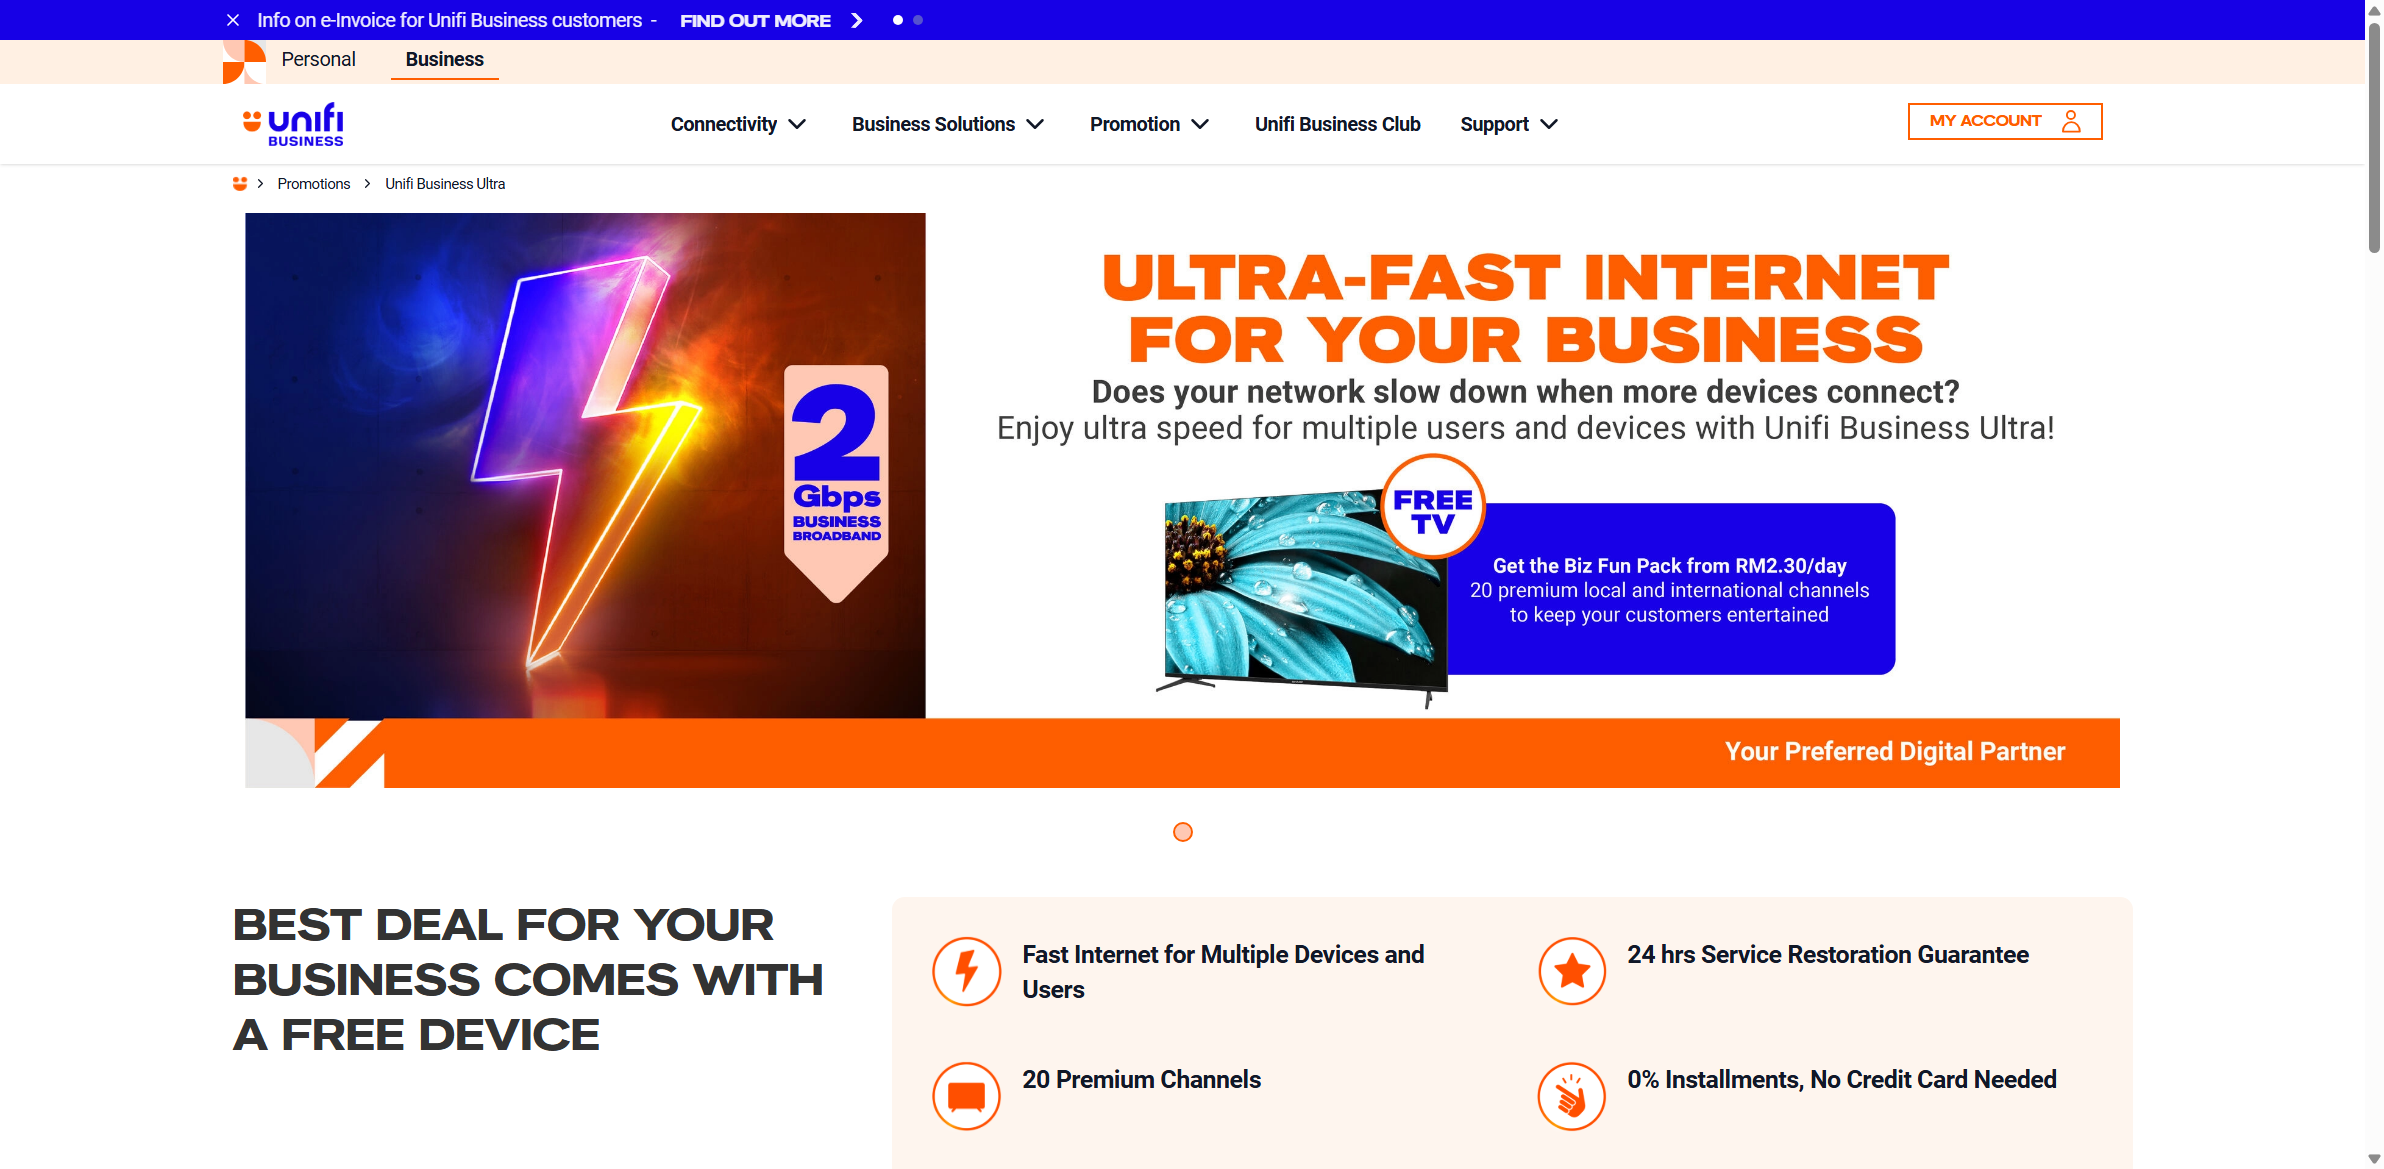 Info on e-Invoice for Unifi Business customers - FIND OUT MORE
Personal Business
unifi
BUSINESS
Connectivity Business Solutions Promotion Unifi Business Club Support
MY ACCOUNT
Promotions Unifi Business Ultra
2
Gbps
BUSINESS
BROADBAND
ULTRA-FAST INTERNET
FOR YOUR BUSINESS
Does your network slow down when more devices connect?
Enjoy ultra speed for multiple users and devices with Unifi Business Ultra!
FREE
TV
Get the Biz Fun Pack from RM2.30/day
20 premium local and international channels
to keep your customers entertained
Your Preferred Digital Partner
BEST DEAL FOR YOUR
BUSINESS COMES WITH
A FREE DEVICE
Fast Internet for Multiple Devices and
Users
24 hrs Service Restoration Guarantee
20 Premium Channels
0% Installments, No Credit Card Needed